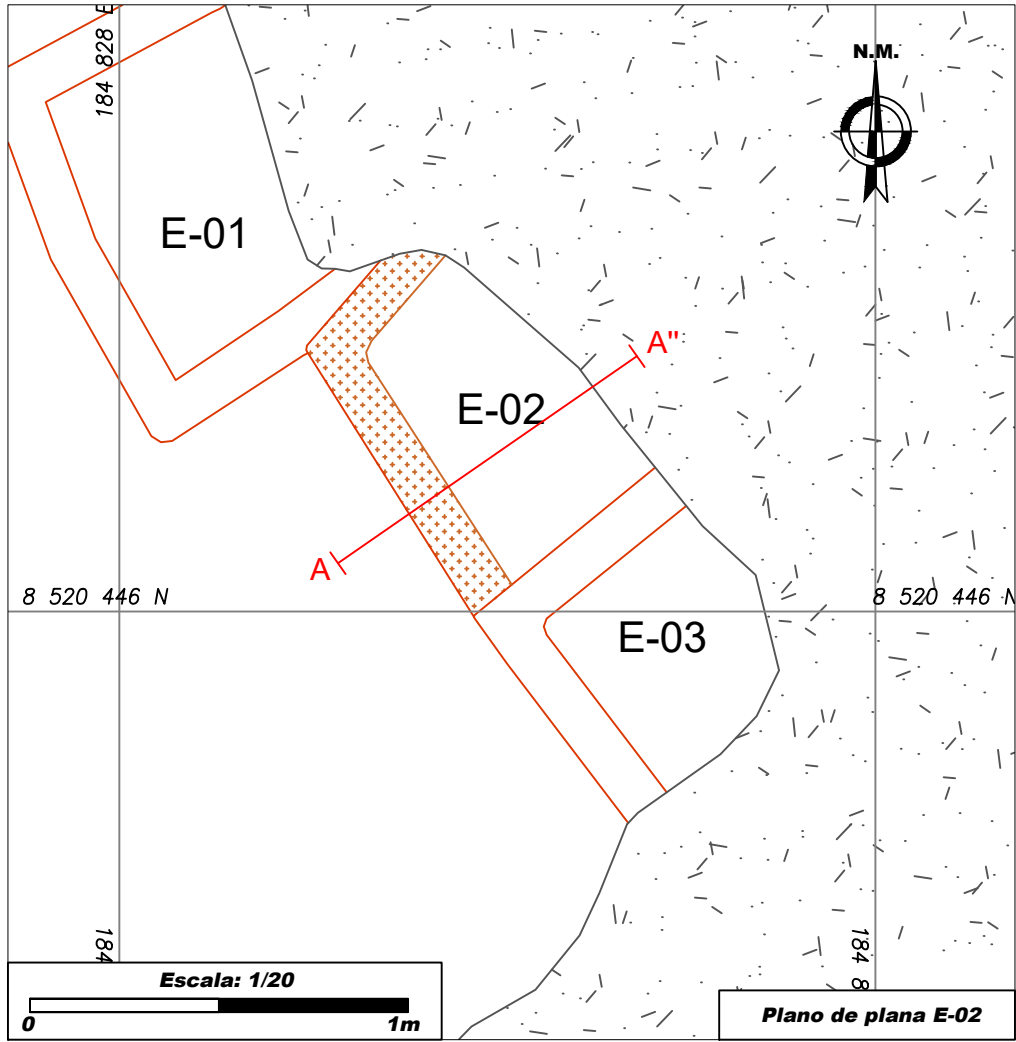 184 828 E
N.M.
E-01
A"
E-02
A
8 520 446 N
8 520 446 N
E-03
184
184 8
Escala: 1/20
0 1m
Plano de plana E-02